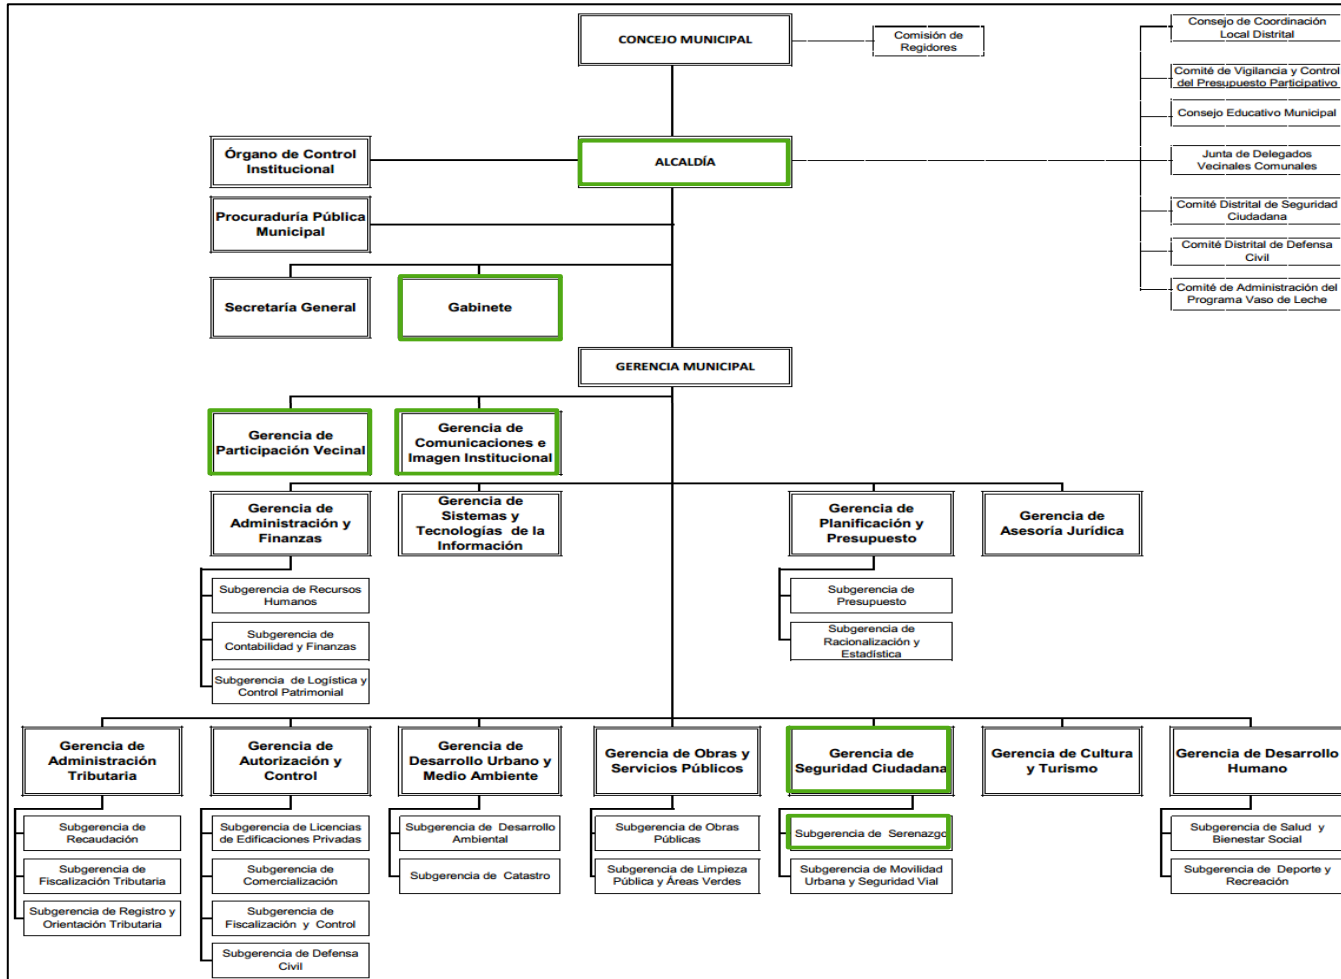 CONCEJO MUNICIPAL
Comisión de
Regidores
Consejo de Coordinación
Local Distrital
Comité de Vigilancia y Control
del Presupuesto Participativo
Consejo Educativo Municipal
Órgano de Control
Institucional
ALCALDÍA
Junta de Delegados
Vecinales Comunales
Procuraduría Pública
Municipal
Comité Distrital de Seguridad
Ciudadana
Comité Distrital de Defensa
Civil
Secretaría General
Gabinete
Comité de Administración del
Programa Vaso de Leche
GERENCIA MUNICIPAL
Gerencia de
Participación Vecinal
Gerencia de
Comunicaciones e
Imagen Institucional
Gerencia de
Administración y
Finanzas
Gerencia de
Sistemas y
Tecnologías de la
Información
Gerencia de
Planificación y
Presupuesto
Gerencia de
Asesoría Jurídica
Subgerencia de Recursos
Humanos
Subgerencia de
Contabilidad y Finanzas
Subgerencia de Logística y
Control Patrimonial
Subgerencia de
Presupuesto
Subgerencia de
Racionalización y
Estadística
Gerencia de
Administración
Tributaria
Gerencia de
Autorización y
Control
Gerencia de
Desarrollo Urbano y
Medio Ambiente
Gerencia de Obras y
Servicios Públicos
Gerencia de
Seguridad Ciudadana
Gerencia de Cultura
y Turismo
Gerencia de Desarrollo
Humano
Subgerencia de
Recaudación
Subgerencia de
Fiscalización Tributaria
Subgerencia de Registro y
Orientación Tributaria
Subgerencia de Licencias
de Edificaciones Privadas
Subgerencia de
Comercialización
Subgerencia de
Fiscalización y Control
Subgerencia de Defensa
Civil
Subgerencia de Desarrollo
Ambiental
Subgerencia de Catastro
Subgerencia de Obras
Públicas
Subgerencia de Limpieza
Pública y Áreas Verdes
Subgerencia de Serenazgo
Subgerencia de Movilidad
Urbana y Seguridad Vial
Subgerencia de Salud y
Bienestar Social
Subgerencia de Deporte y
Recreación